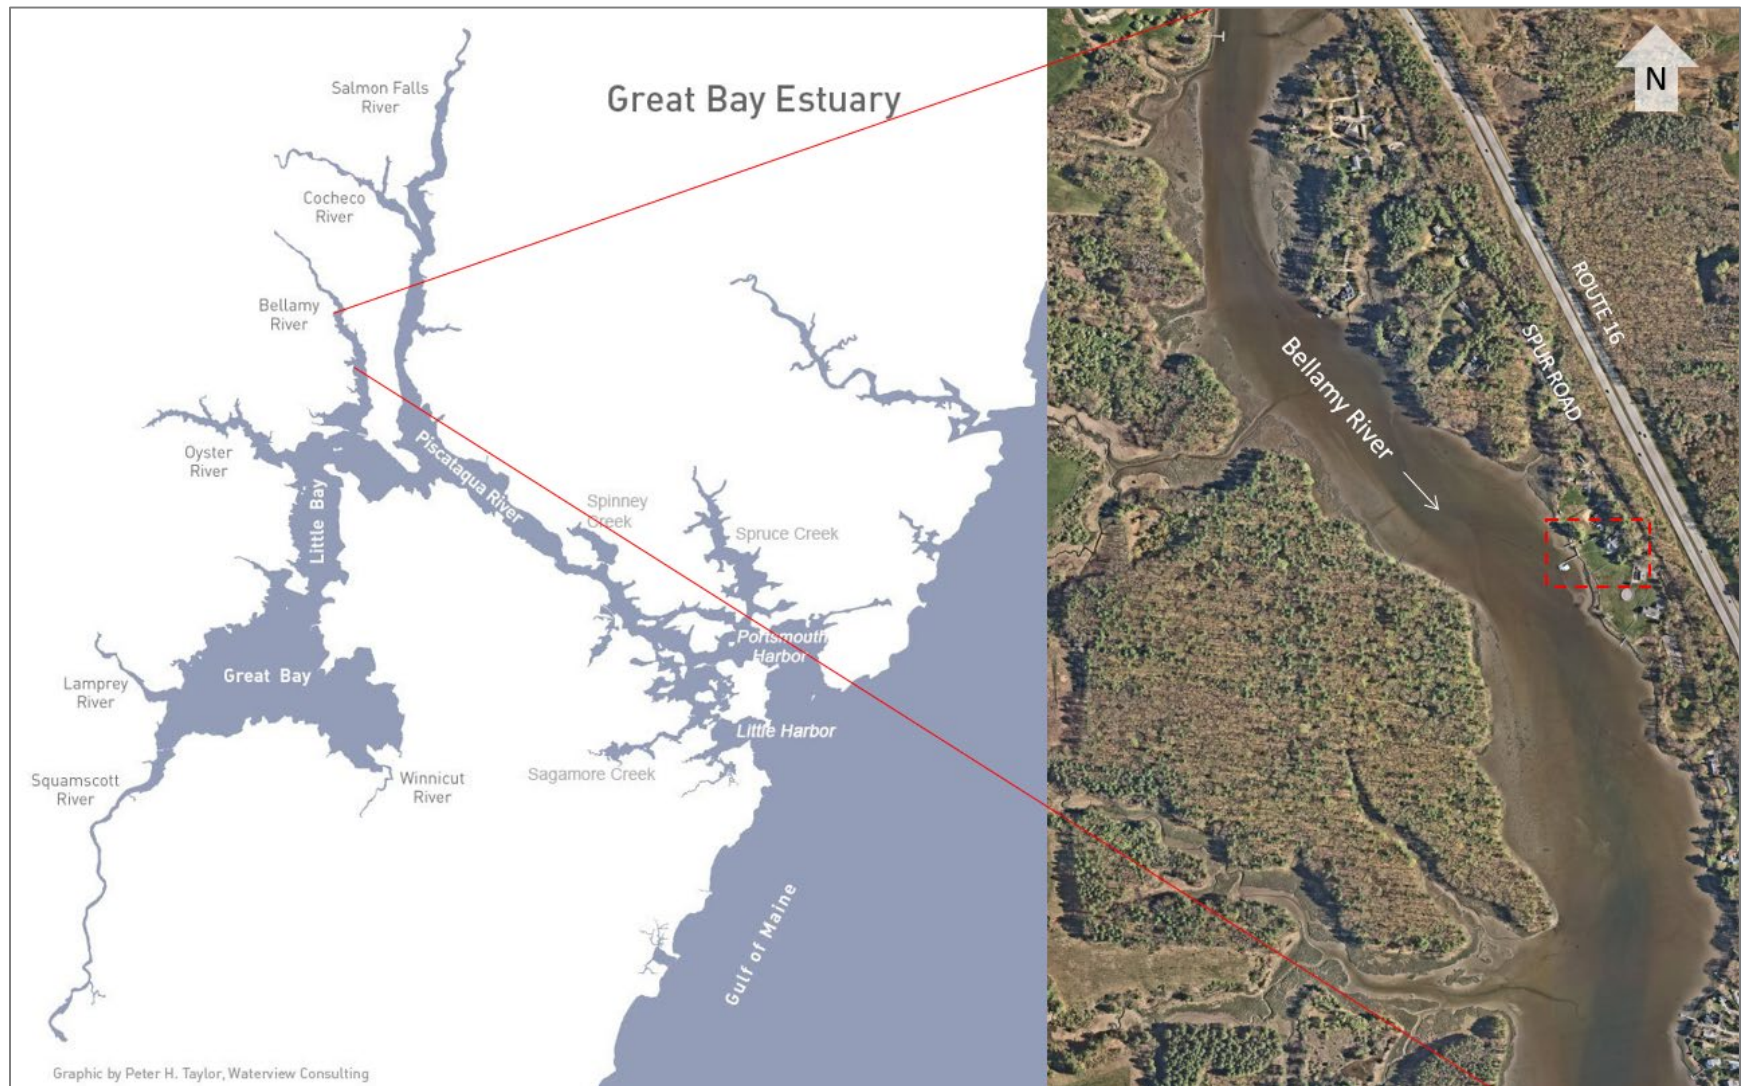 Great Bay Estuary
Salmon Falls
River
Cocheco
River
Bellamy
River
Oyster
River
Little Bay
Piscataqua River
Spinney
Creek
Spruce Creek
Portsmouth
Harbor
Great Bay
Lamprey
River
Little Harbor
Sagamore Creek
Squamscott
River
Winnicut
River
Gulf of Maine
Graphic by Peter H. Taylor, Waterview Consulting
N
ROUTE 16
SPUR ROAD
Bellamy River